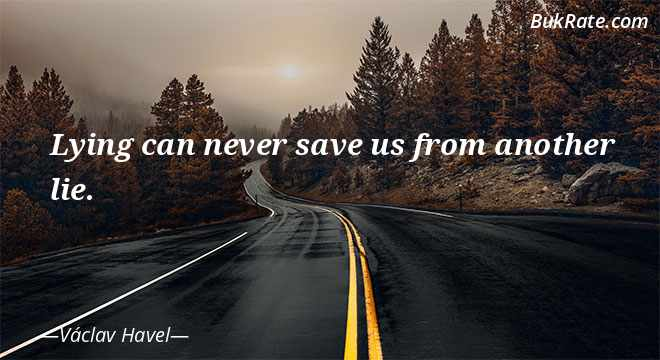 BukRate.com
Lying can never save us from another
lie.
—Václav Havel—